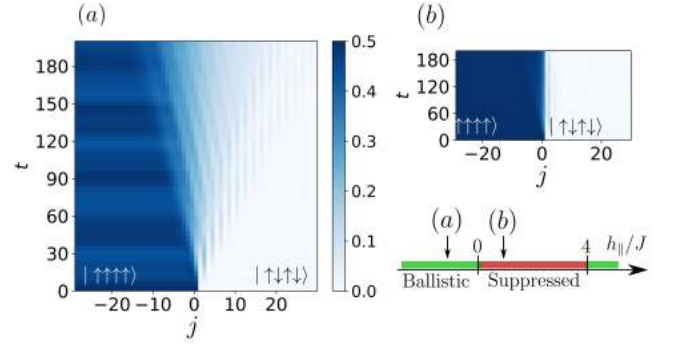 (a)
(b)
180
150
120
90
60
30
0
t
−20
−10
0
10
20
j
| ↑↑↑↑⟩
| ↑↓↑↓⟩
0.5
0.4
0.3
0.2
0.1
0.0
180
120
60
0
t
−20
0
20
j
↑↑↑↑⟩
| ↑↓↑↓⟩
(a)
(b)
0
4
h∥/J
Ballistic
Suppressed